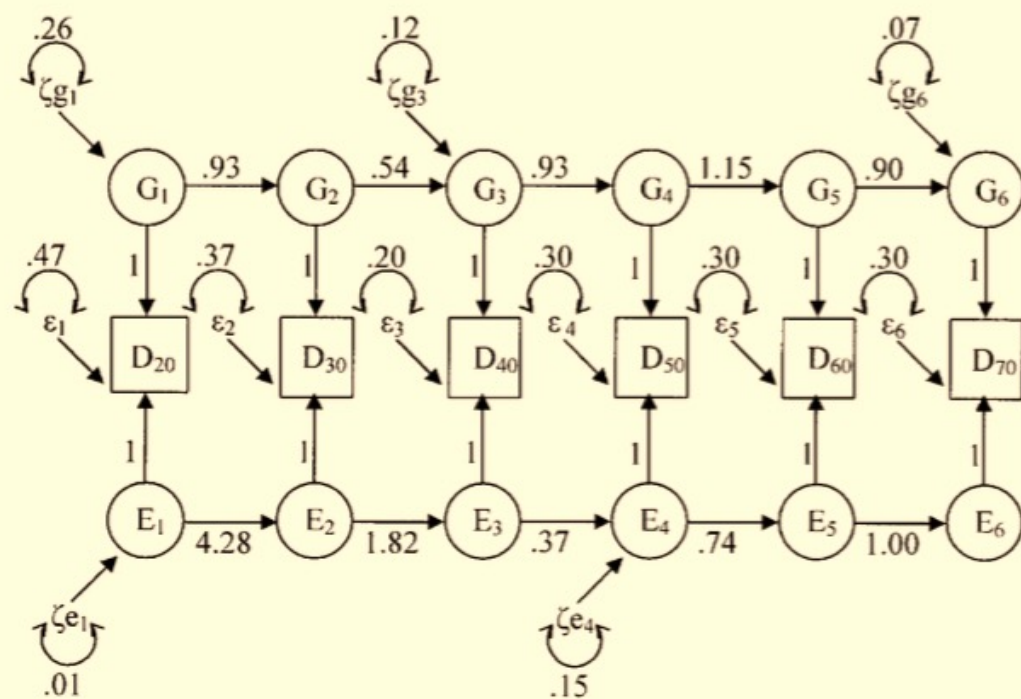 .26 .12 .07
ζg₁ ζg₃ ζg₆
G₁ .93 G₂ .54 G₃ .93 G₄ 1.15 G₅ .90 G₆
.47 1 .37 1 .20 1 .30 1 .30 1 .30 1
ε₁ ε₂ ε₃ ε₄ ε₅ ε₆
D₂₀ D₃₀ D₄₀ D₅₀ D₆₀ D₇₀
1 1 1 1 1 1
E₁ E₂ E₃ E₄ E₅ E₆
4.28 1.82 .37 .74 1.00
ζe₁ ζe₄
.01 .15